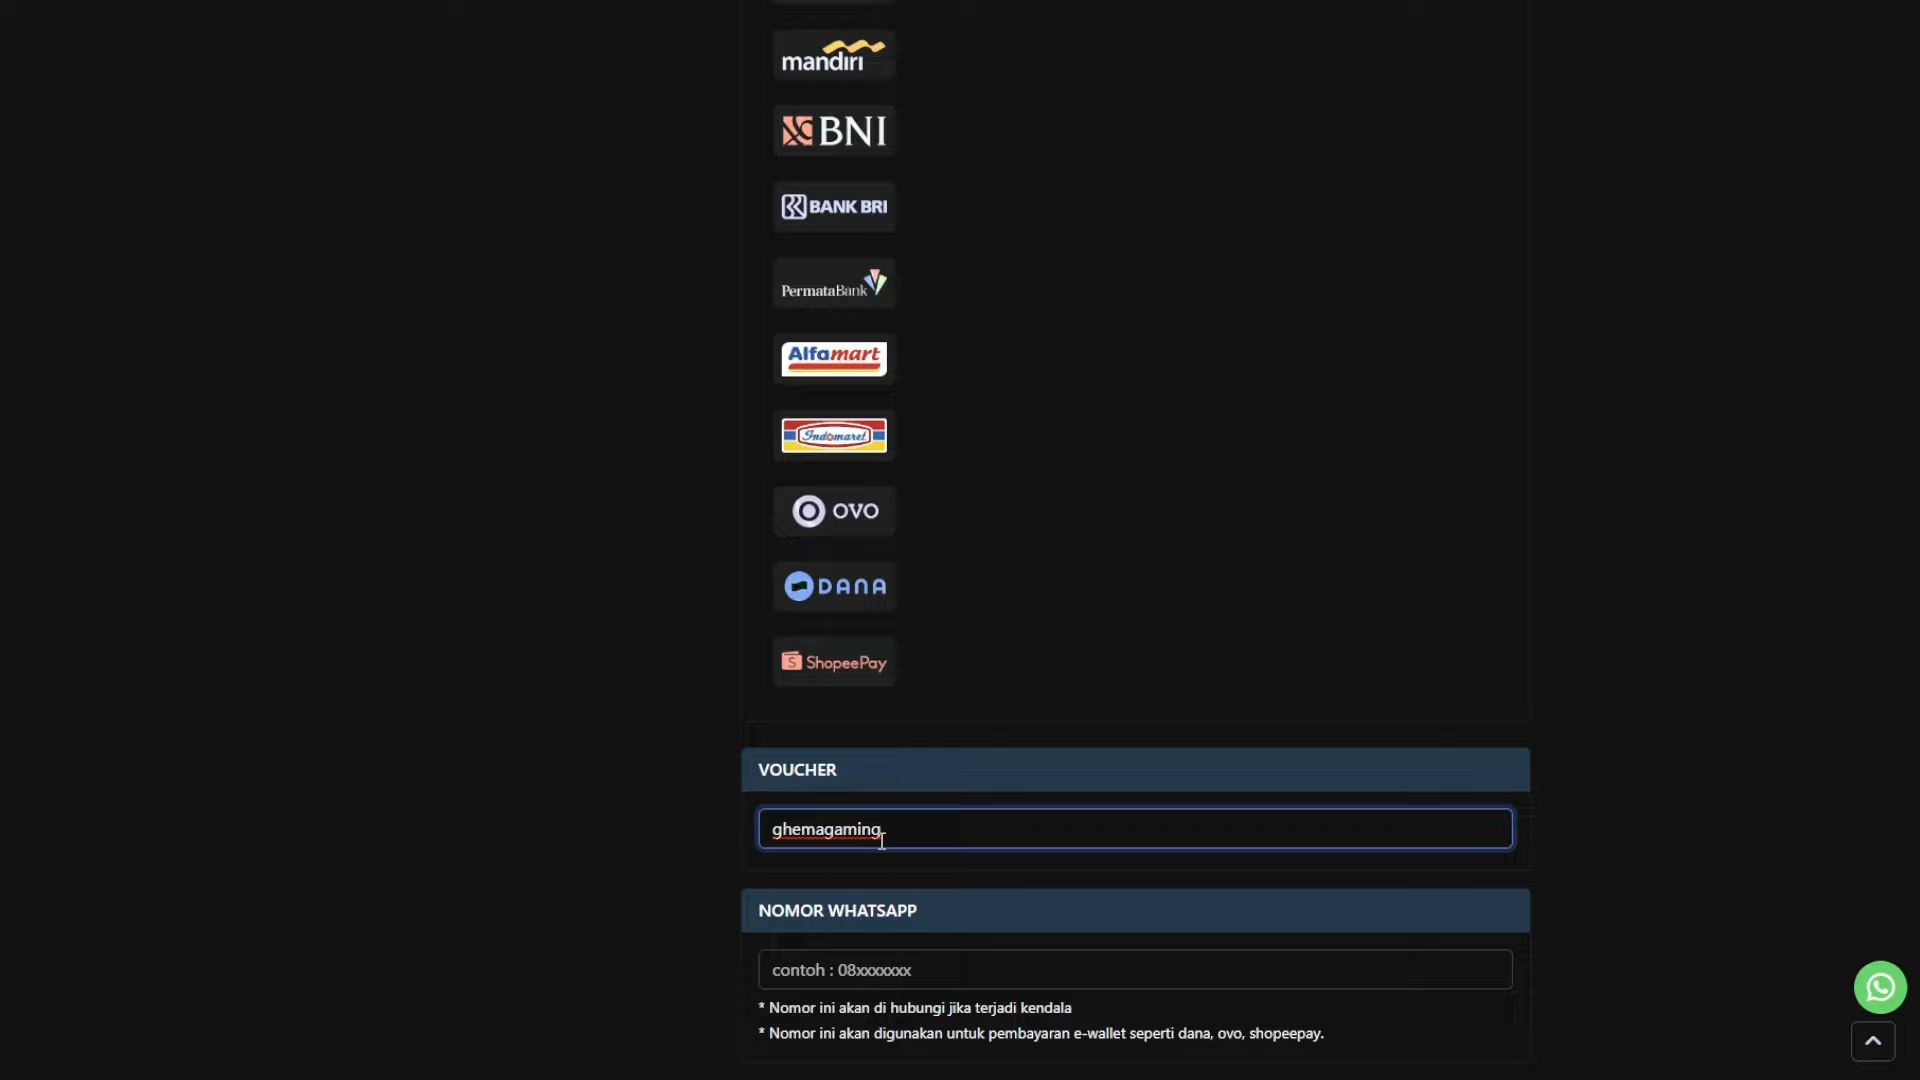 mandiri
BNI
BANK BRI
PermataBank
Alfamart
Indomaret
OVO
DANA
ShopeePay
VOUCHER
ghemagaming
NOMOR WHATSAPP
contoh : 08xxxxxxx
* Nomor ini akan di hubungi jika terjadi kendala
* Nomor ini akan digunakan untuk pembayaran e-wallet seperti dana, ovo, shopeepay.